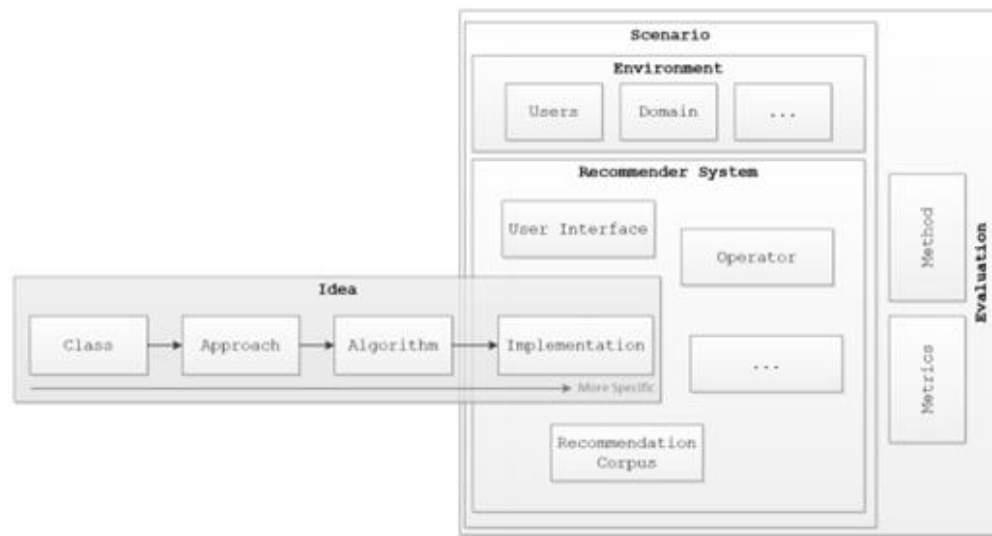 Scenario
Environment
Users
Domain
...
Recommender System
User Interface
Operator
Idea
Class
Approach
Algorithm
Implementation
...
More Specific
Recommendation
Corpus
Method
Metrics
Evaluation